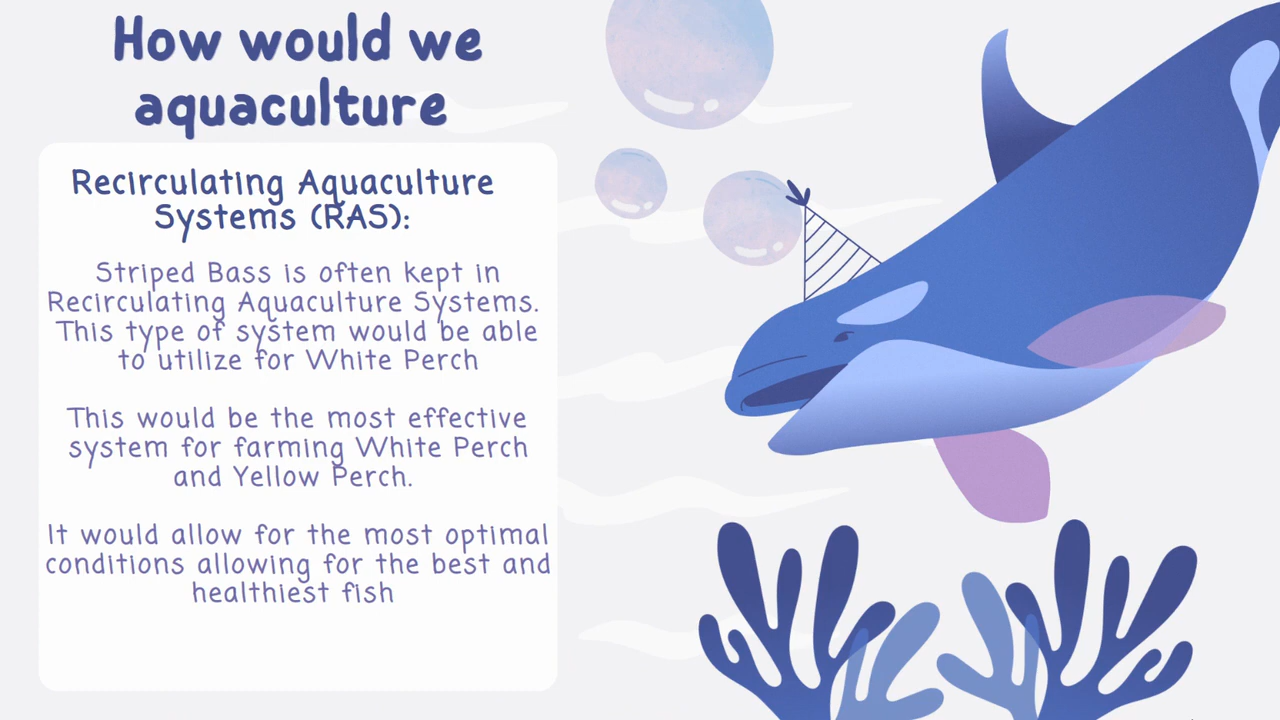 How would we
aquaculture
Recirculating Aquaculture
Systems (RAS):
Striped Bass is often kept in
Recirculating Aquaculture Systems.
This type of system would be able
to utilize for White Perch
This would be the most effective
system for farming White Perch
and Yellow Perch.
It would allow for the most optimal
conditions allowing for the best and
healthiest fish